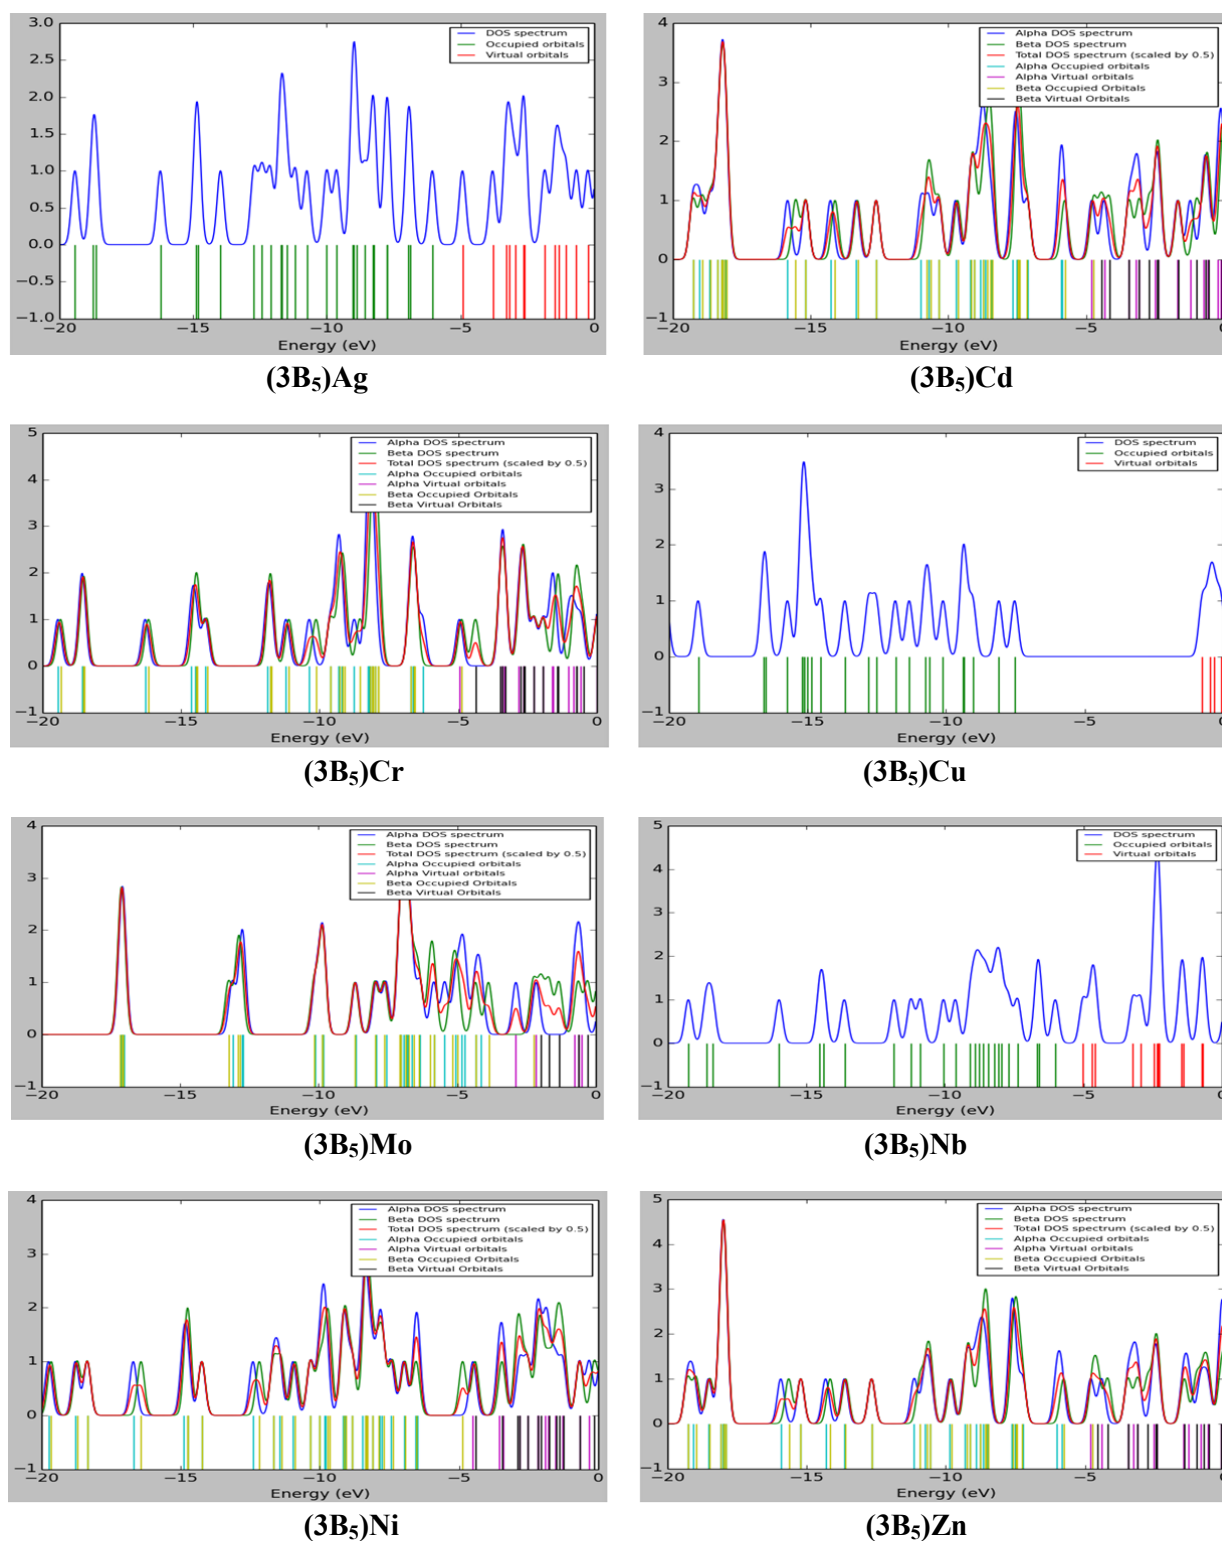 3.0
2.5
2.0
1.5
1.0
0.5
0.0
−0.5
−1.0
DOS spectrum
Occupied orbitals
Virtual orbitals
−20 −15 −10 −5 0
Energy (eV)
(3B₅)Ag
4
3
2
1
0
−1
Alpha DOS spectrum
Beta DOS spectrum
Total DOS spectrum (scaled by 0.5)
Alpha Occupied orbitals
Alpha Virtual orbitals
Beta Occupied Orbitals
Beta Virtual Orbitals
−20 −15 −10 −5 0
Energy (eV)
(3B₅)Cd
5
4
3
2
1
0
−1
Alpha DOS spectrum
Beta DOS spectrum
Total DOS spectrum (scaled by 0.5)
Alpha Occupied orbitals
Alpha Virtual orbitals
Beta Occupied Orbitals
Beta Virtual Orbitals
−20 −15 −10 −5 0
Energy (eV)
(3B₅)Cr
4
3
2
1
0
−1
DOS spectrum
Occupied orbitals
Virtual orbitals
−20 −15 −10 −5 0
Energy (eV)
(3B₅)Cu
4
3
2
1
0
−1
Alpha DOS spectrum
Beta DOS spectrum
Total DOS spectrum (scaled by 0.5)
Alpha Occupied orbitals
Alpha Virtual orbitals
Beta Occupied Orbitals
Beta Virtual Orbitals
−20 −15 −10 −5 0
Energy (eV)
(3B₅)Mo
5
4
3
2
1
0
−1
DOS spectrum
Occupied orbitals
Virtual orbitals
−20 −15 −10 −5 0
Energy (eV)
(3B₅)Nb
4
3
2
1
0
−1
Alpha DOS spectrum
Beta DOS spectrum
Total DOS spectrum (scaled by 0.5)
Alpha Occupied orbitals
Alpha Virtual orbitals
Beta Occupied Orbitals
Beta Virtual Orbitals
−20 −15 −10 −5 0
Energy (eV)
(3B₅)Ni
5
4
3
2
1
0
−1
Alpha DOS spectrum
Beta DOS spectrum
Total DOS spectrum (scaled by 0.5)
Alpha Occupied orbitals
Alpha Virtual orbitals
Beta Occupied Orbitals
Beta Virtual Orbitals
−20 −15 −10 −5 0
Energy (eV)
(3B₅)Zn